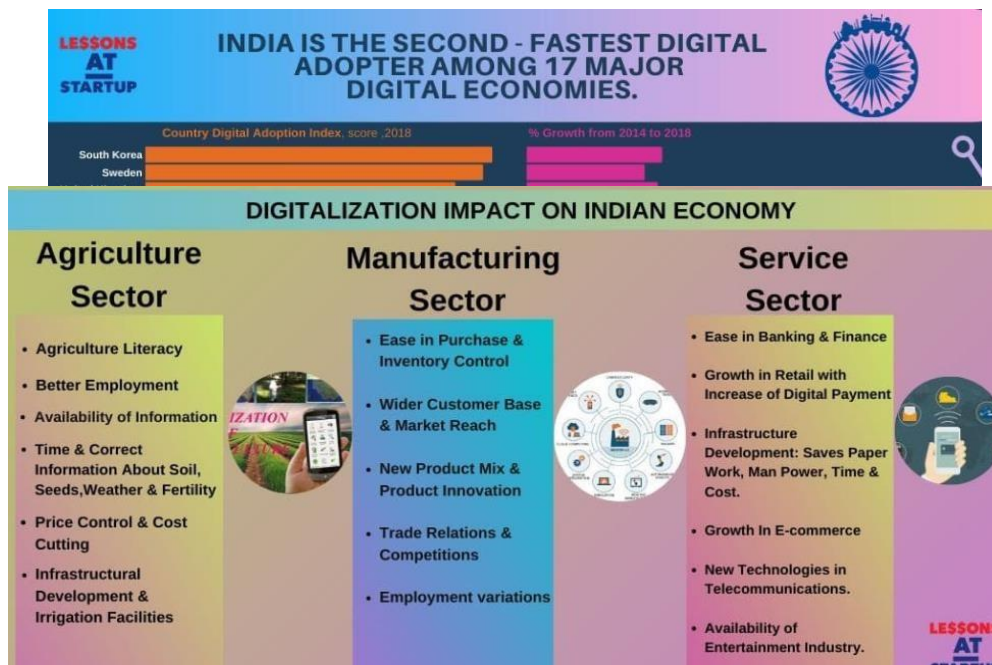 LESSONS
AT
STARTUP
INDIA IS THE SECOND - FASTEST DIGITAL
ADOPTER AMONG 17 MAJOR
DIGITAL ECONOMIES.
Country Digital Adoption Index, score ,2018
% Growth from 2014 to 2018
South Korea
Sweden
DIGITALIZATION IMPACT ON INDIAN ECONOMY
Agriculture
Sector
• Agriculture Literacy
• Better Employment
• Availability of Information
• Time & Correct
Information About Soil,
Seeds,Weather & Fertility
• Price Control & Cost
Cutting
• Infrastructural
Development &
Irrigation Facilities
Manufacturing
Sector
• Ease in Purchase &
Inventory Control
• Wider Customer Base
& Market Reach
• New Product Mix &
Product Innovation
• Trade Relations &
Competitions
• Employment variations
Service
Sector
• Ease in Banking & Finance
• Growth in Retail with
Increase of Digital Payment
• Infrastructure
Development: Saves Paper
Work, Man Power, Time &
Cost.
• Growth In E-commerce
• New Technologies in
Telecommunications.
• Availability of
Entertainment Industry.
LESSONS
AT